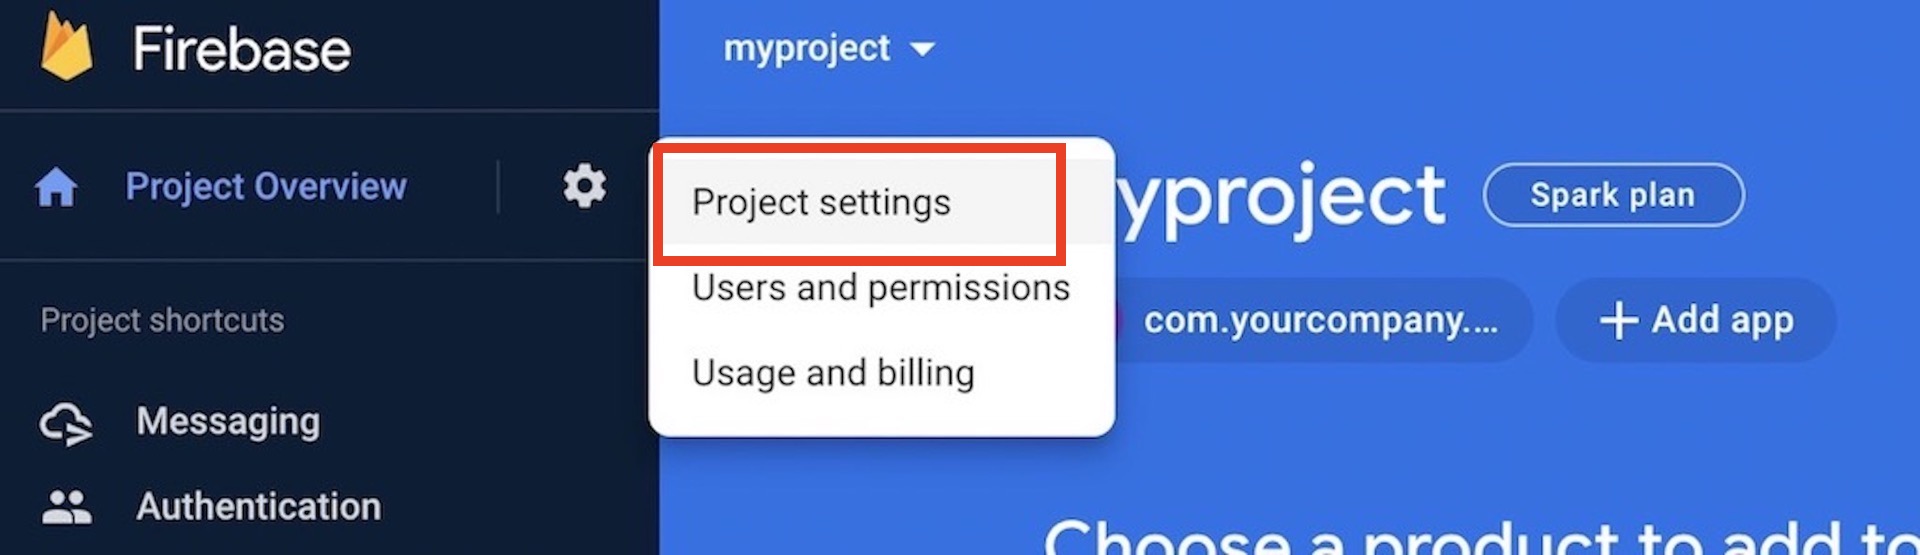 Firebase
Project Overview
Project shortcuts
Messaging
Authentication
myproject
Project settings
Users and permissions
Usage and billing
yproject
Spark plan
com.yourcompany....
Add app
Choose a product to add to